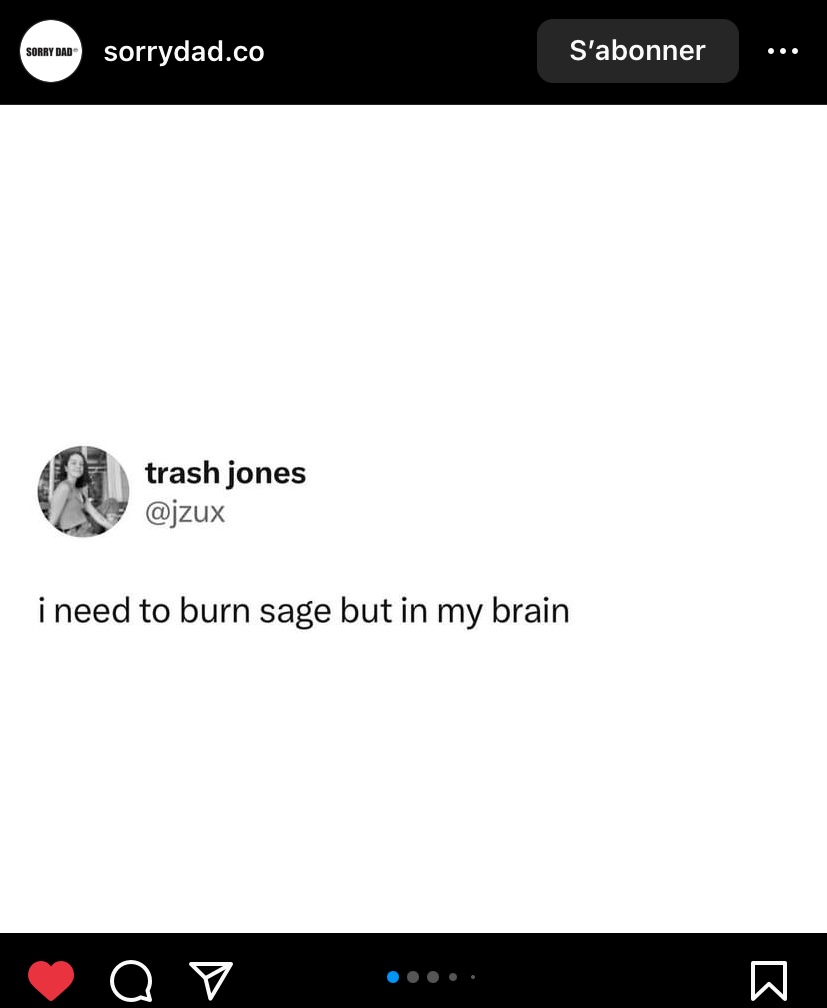 SORRY DAD®
sorrydad.co
S’abonner
trash jones
@jzux
i need to burn sage but in my brain